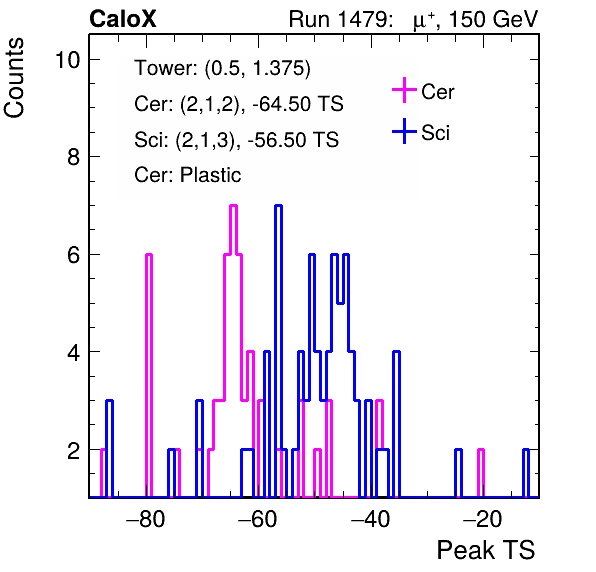 CaloX Run 1479: μ⁺, 150 GeV
Counts
Tower: (0.5, 1.375)
Cer: (2,1,2), -64.50 TS
Sci: (2,1,3), -56.50 TS
Cer: Plastic
Cer
Sci
10
8
6
4
2
−80 −60 −40 −20
Peak TS